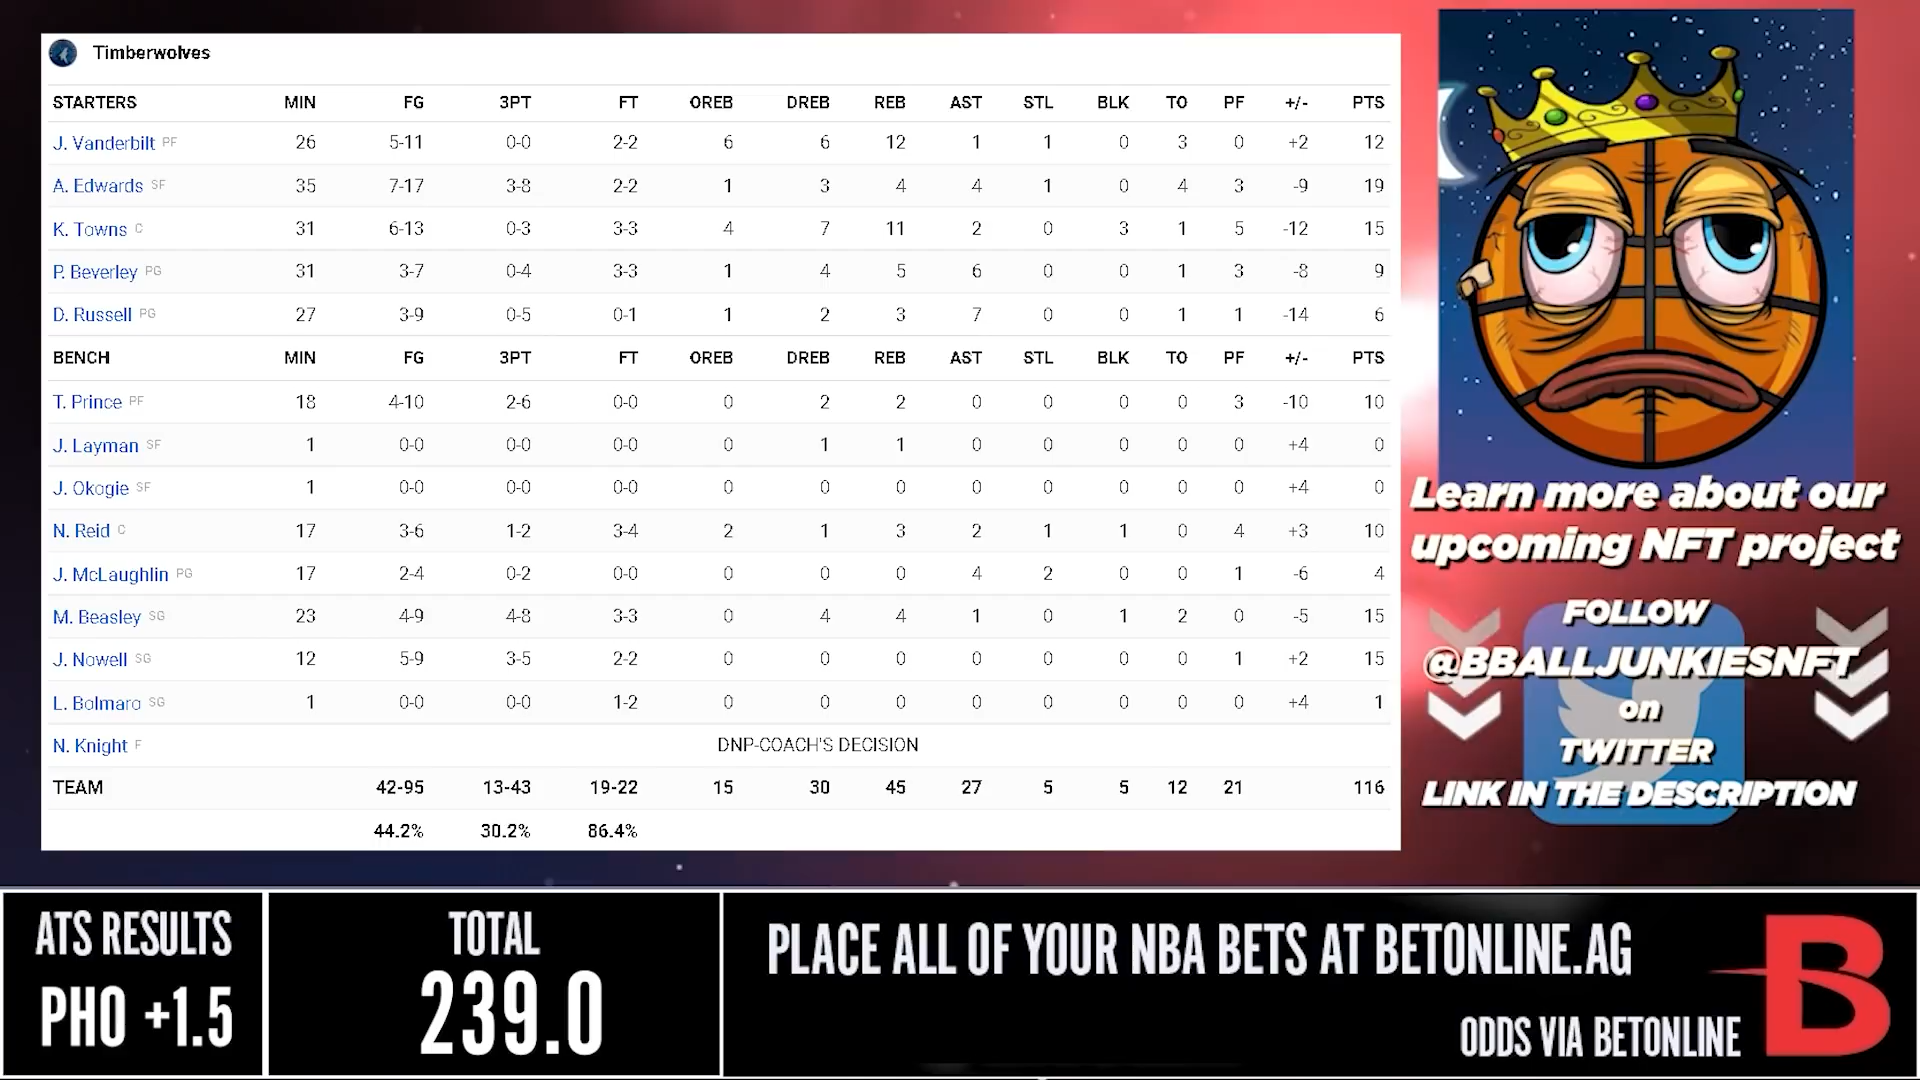 Timberwolves
STARTERS MIN FG 3PT FT OREB DREB REB AST STL BLK TO PF +/- PTS
J. Vanderbilt PF 26 5-11 0-0 2-2 6 6 12 1 1 0 3 0 +2 12
A. Edwards SF 35 7-17 3-8 2-2 1 3 4 4 1 0 4 3 -9 19
K. Towns C 31 6-13 0-3 3-3 4 7 11 2 0 3 1 5 -12 15
P. Beverley PG 31 3-7 0-4 3-3 1 4 5 6 0 0 1 3 -8 9
D. Russell PG 27 3-9 0-5 0-1 1 2 3 7 0 0 1 1 -14 6
BENCH MIN FG 3PT FT OREB DREB REB AST STL BLK TO PF +/- PTS
T. Prince PF 18 4-10 2-6 0-0 0 2 2 0 0 0 0 3 -10 10
J. Layman SF 1 0-0 0-0 0-0 0 1 1 0 0 0 0 0 +4 0
J. Okogie SF 1 0-0 0-0 0-0 0 0 0 0 0 0 0 0 +4 0
N. Reid C 17 3-6 1-2 3-4 2 1 3 2 1 1 0 4 +3 10
J. McLaughlin PG 17 2-4 0-2 0-0 0 0 0 4 2 0 0 1 -6 4
M. Beasley SG 23 4-9 4-8 3-3 0 4 4 1 0 1 2 0 -5 15
J. Nowell SG 12 5-9 3-5 2-2 0 0 0 0 0 0 0 1 +2 15
L. Bolmaro SG 1 0-0 0-0 1-2 0 0 0 0 0 0 0 0 +4 1
N. Knight F DNP-COACH'S DECISION
TEAM 42-95 13-43 19-22 15 30 45 27 5 5 12 21 116
44.2% 30.2% 86.4%
Learn more about our
upcoming NFT project
FOLLOW
@BBALLJUNKIESNFT
on
TWITTER
LINK IN THE DESCRIPTION
ATS RESULTS
PHO +1.5
TOTAL
239.0
PLACE ALL OF YOUR NBA BETS AT BETONLINE.AG
ODDS VIA BETONLINE
B